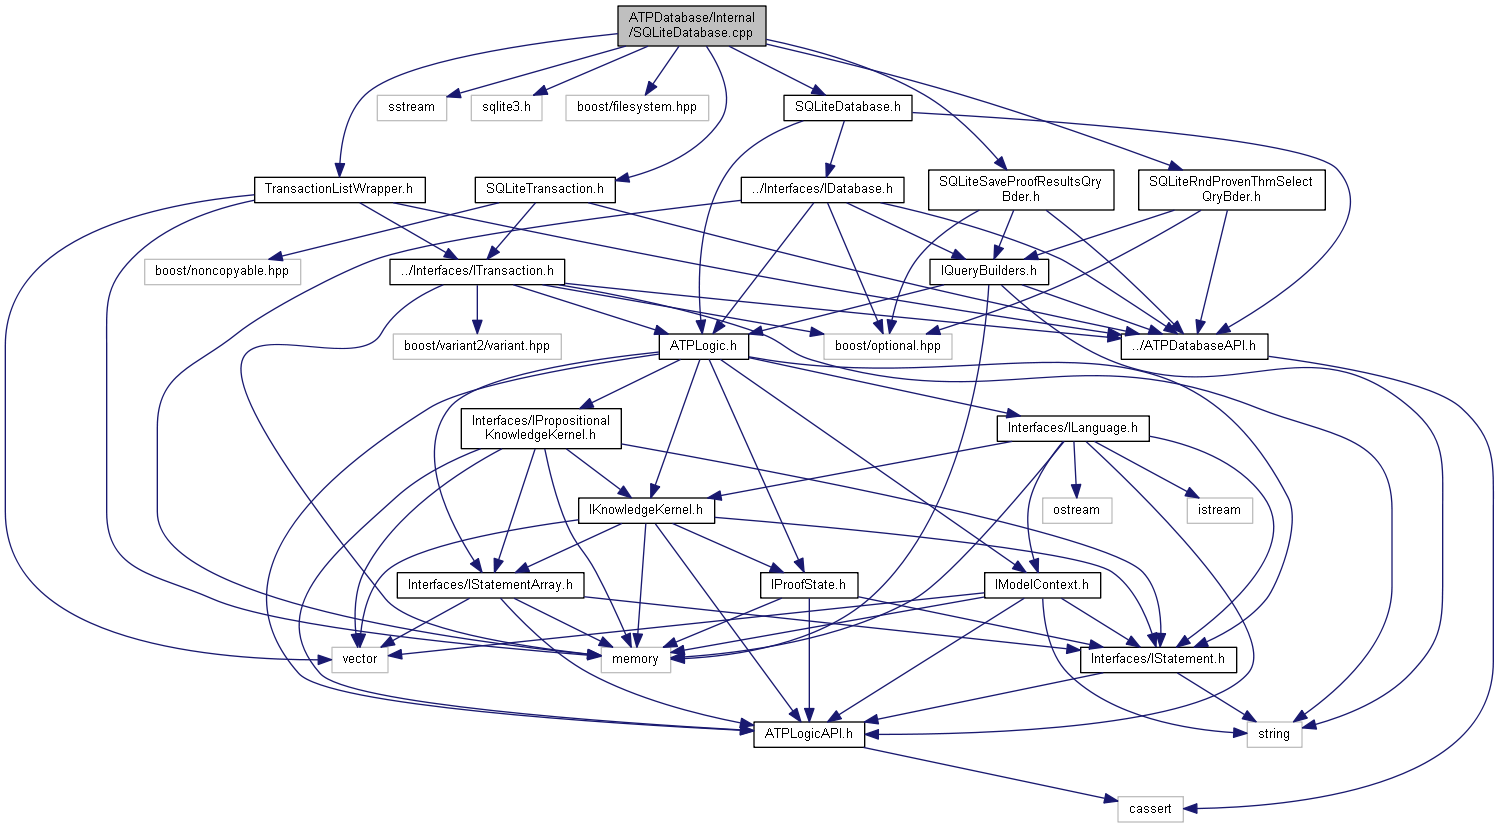 ATPDatabase/Internal
/SQLiteDatabase.cpp
sstream
sqlite3.h
boost/filesystem.hpp
SQLiteDatabase.h
TransactionListWrapper.h
SQLiteTransaction.h
../Interfaces/IDatabase.h
SQLiteSaveProofResultsQry
Bder.h
SQLiteRndProvenThmSelect
QryBder.h
boost/noncopyable.hpp
../Interfaces/ITransaction.h
IQueryBuilders.h
boost/variant2/variant.hpp
ATPLogic.h
boost/optional.hpp
../ATPDatabaseAPI.h
Interfaces/IPropositional
KnowledgeKernel.h
Interfaces/ILanguage.h
IKnowledgeKernel.h
ostream
istream
Interfaces/IStatementArray.h
IProofState.h
IModelContext.h
vector
memory
Interfaces/IStatement.h
ATPLogicAPI.h
string
cassert